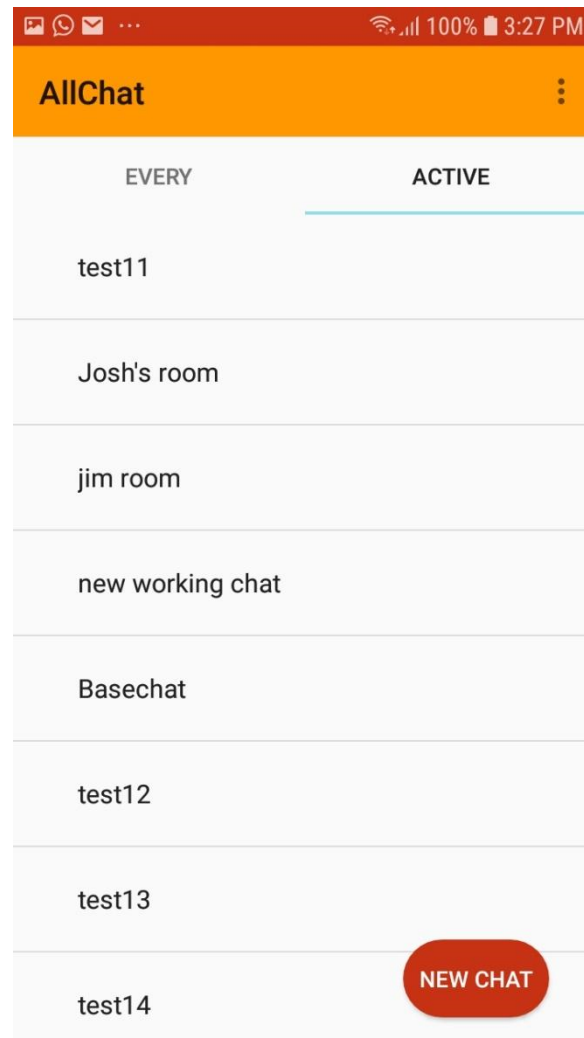 100% 3:27 PM
AllChat
EVERY ACTIVE
test11
Josh's room
jim room
new working chat
Basechat
test12
test13
NEW CHAT
test14